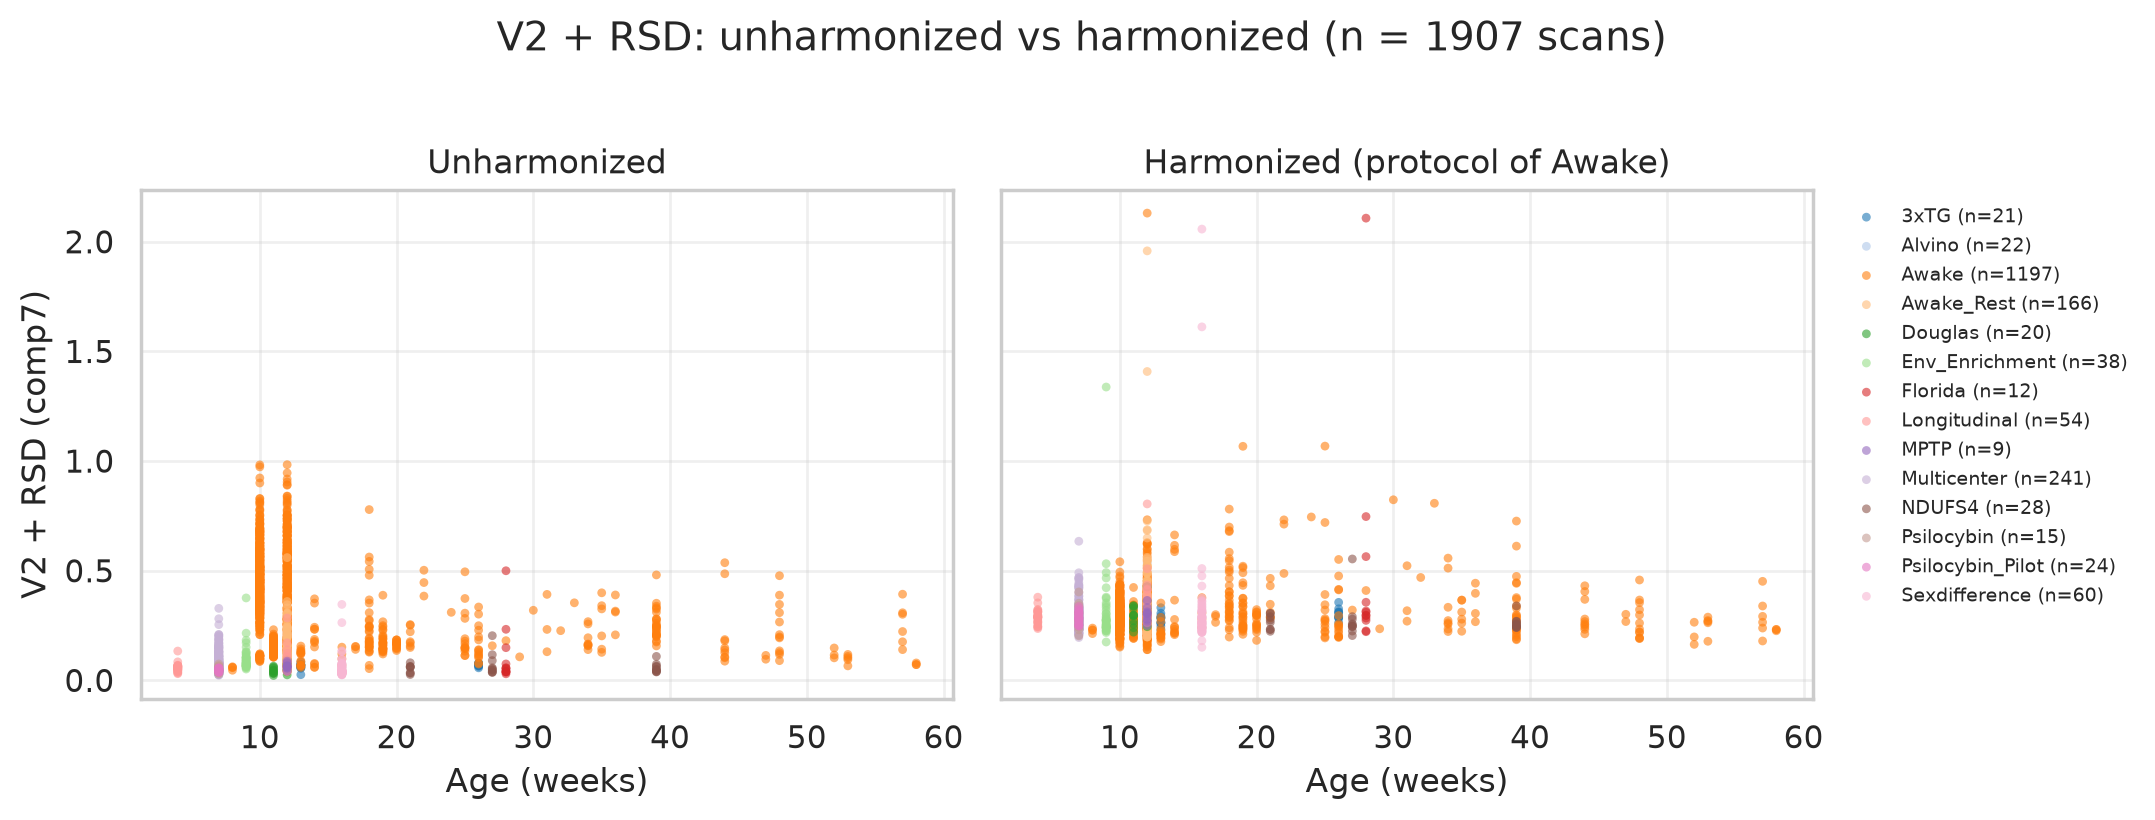 V2 + RSD: unharmonized vs harmonized (n = 1907 scans)
Unharmonized
Harmonized (protocol of Awake)
V2 + RSD (comp7)
2.0
1.5
1.0
0.5
0.0
10 20 30 40 50 60
Age (weeks)
10 20 30 40 50 60
Age (weeks)
3xTG (n=21)
Alvino (n=22)
Awake (n=1197)
Awake_Rest (n=166)
Douglas (n=20)
Env_Enrichment (n=38)
Florida (n=12)
Longitudinal (n=54)
MPTP (n=9)
Multicenter (n=241)
NDUFS4 (n=28)
Psilocybin (n=15)
Psilocybin_Pilot (n=24)
Sexdifference (n=60)